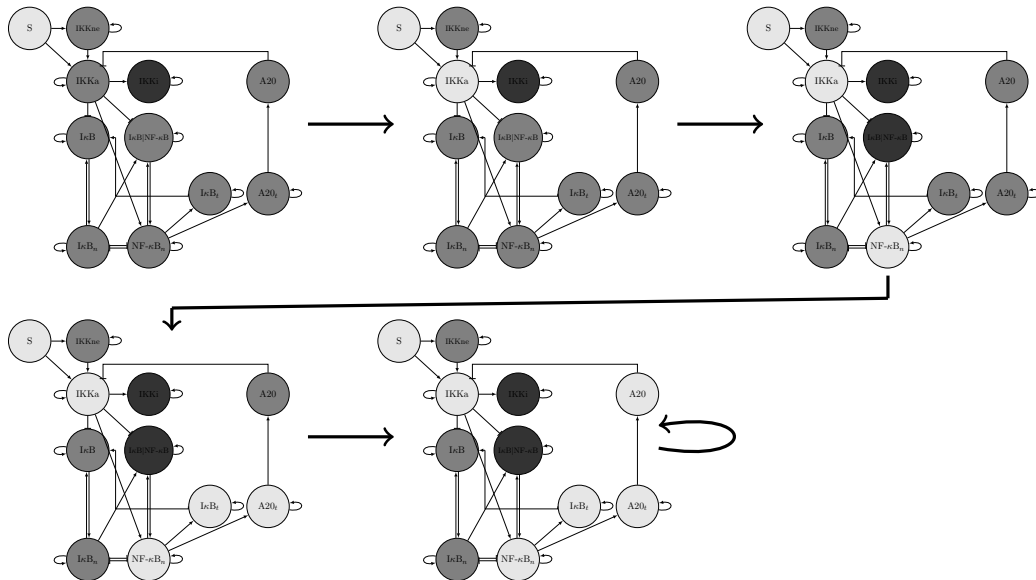 S
IKKne
IKKa
IKKi
A20
IκB
IκB|NF-κB
IκBₜ
A20ₜ
IκBₙ
NF-κBₙ
S
IKKne
IKKa
IKKi
A20
IκB
IκB|NF-κB
IκBₜ
A20ₜ
IκBₙ
NF-κBₙ
S
IKKne
IKKa
IKKi
A20
IκB
IκB|NF-κB
IκBₜ
A20ₜ
IκBₙ
NF-κBₙ
S
IKKne
IKKa
IKKi
A20
IκB
IκB|NF-κB
IκBₜ
A20ₜ
IκBₙ
NF-κBₙ
S
IKKne
IKKa
IKKi
A20
IκB
IκB|NF-κB
IκBₜ
A20ₜ
IκBₙ
NF-κBₙ